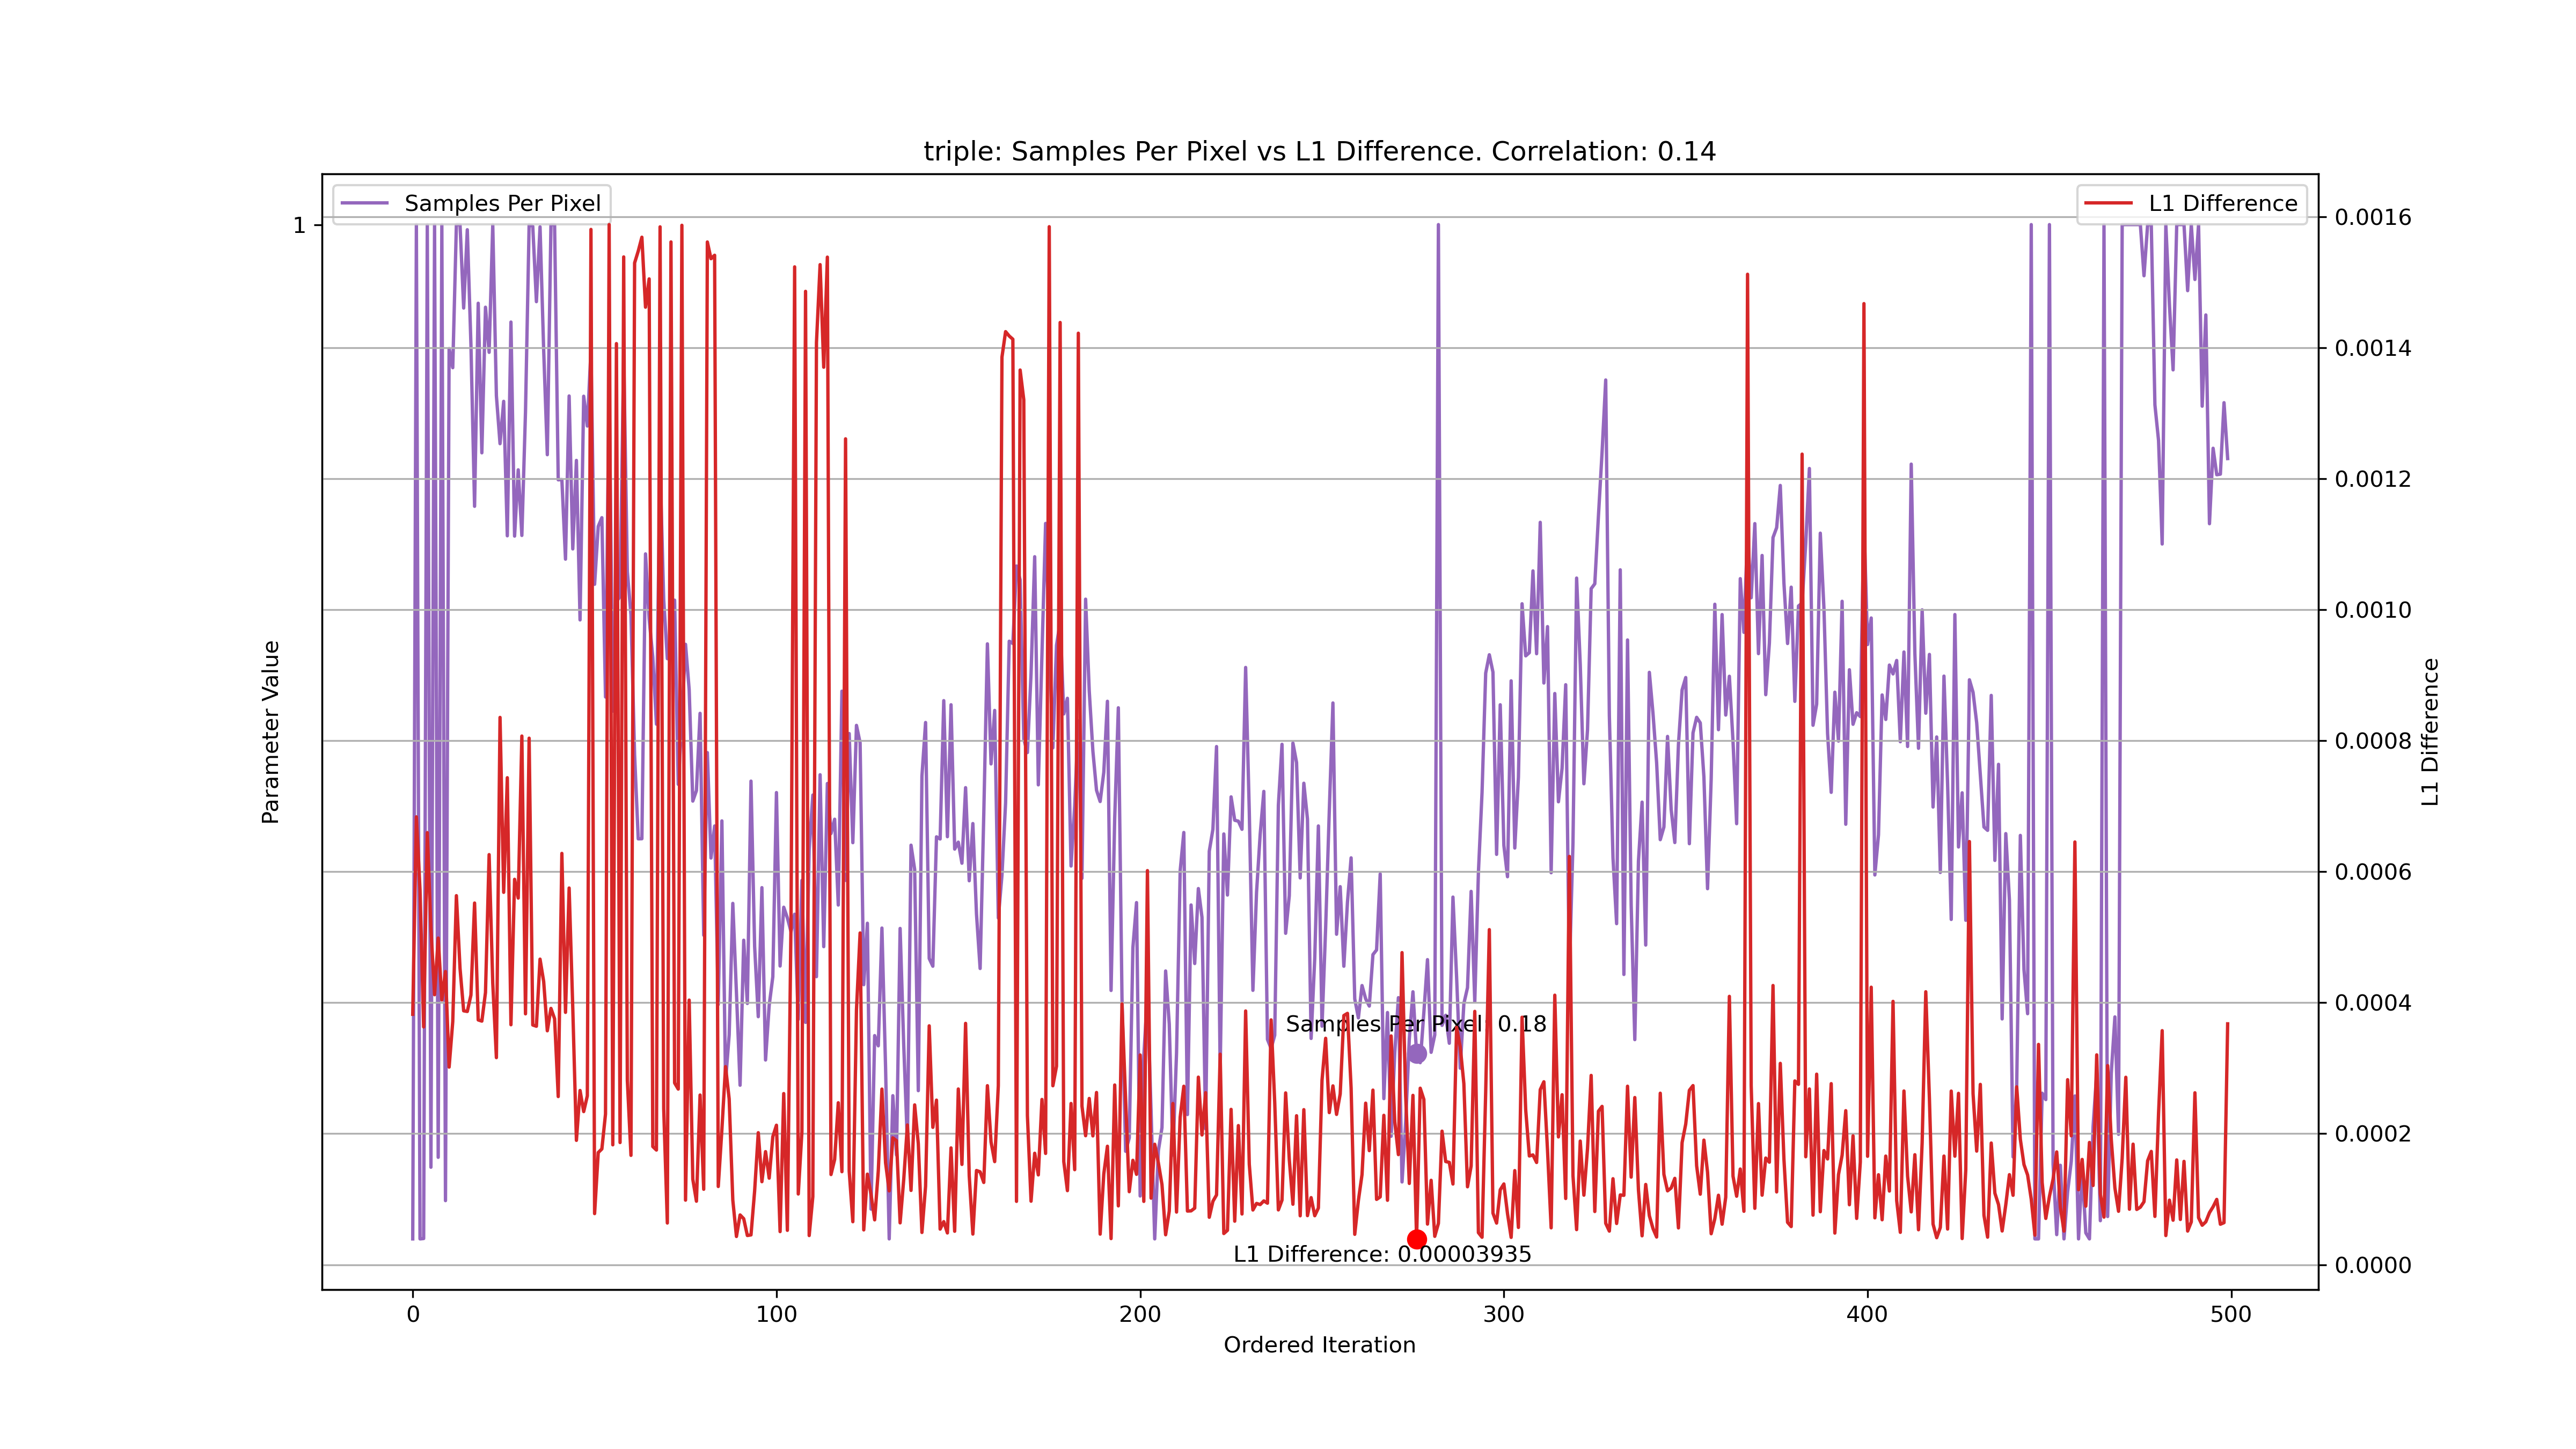 triple: Samples Per Pixel vs L1 Difference. Correlation: 0.14
Samples Per Pixel
L1 Difference
1
0.0016
0.0014
0.0012
0.0010
0.0008
0.0006
0.0004
0.0002
0.0000
Parameter Value
L1 Difference
Samples Per Pixel: 0.18
L1 Difference: 0.00003935
0 100 200 300 400 500
Ordered Iteration